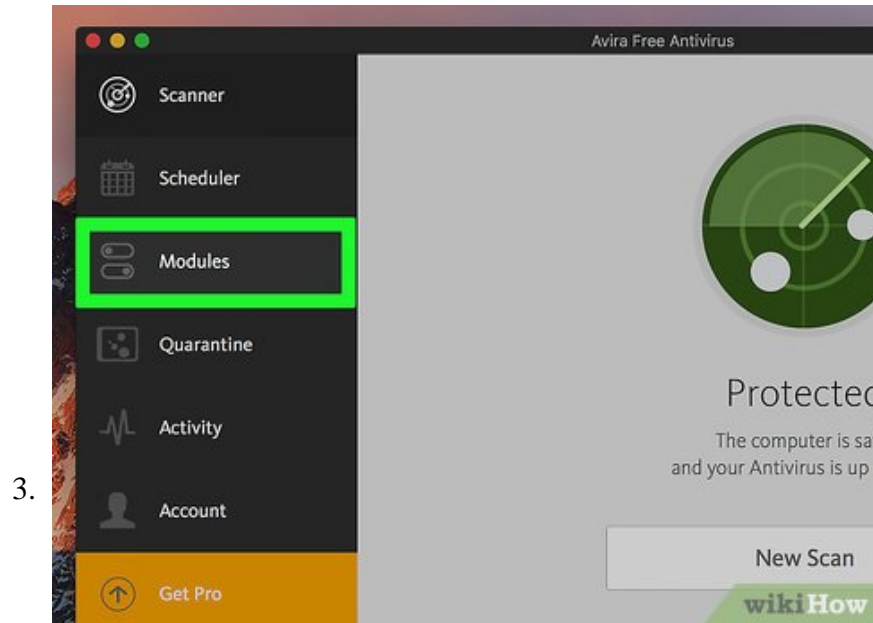 Avira Free Antivirus
Scanner
Scheduler
Modules
Quarantine
Activity
3.
Account
Get Pro
Protected
The computer is sa
and your Antivirus is up
New Scan
wikiHow